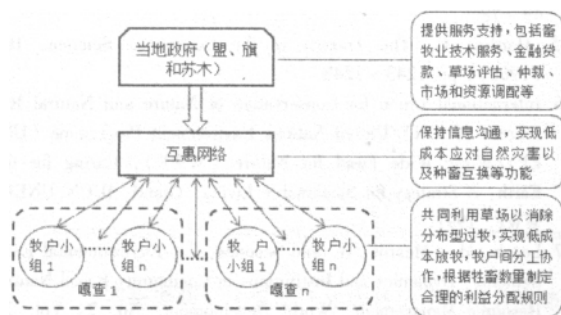 当地政府（盟、旗
和苏木）
提供服务支持，包括畜
牧业技术服务、金融贷
款、草场评估、仲裁、
市场和资源调配等
互惠网络
保持信息沟通，实现低
成本应对自然灾害以
及种畜互换等功能
牧户小
组 1
牧户小
组 n
嘎查 1
牧 户
小组 1
牧户小
组 n
嘎查 n
共同利用草场以消除
分布型过牧，实现低成
本放牧，牧户间分工协
作，根据牲畜数量制定
合理的利益分配规则